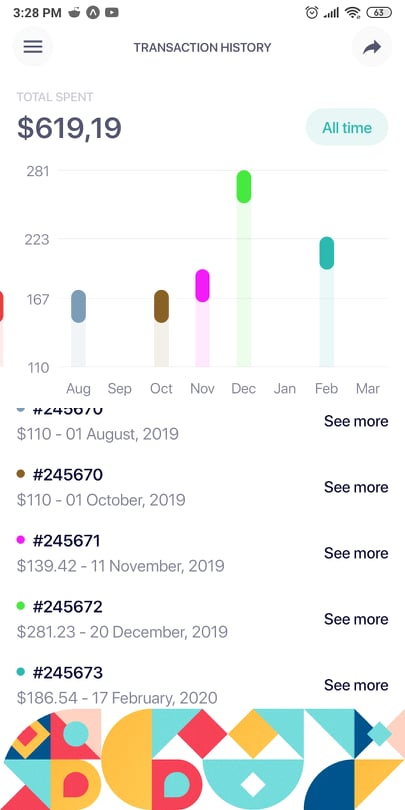 3:28 PM
63
TRANSACTION HISTORY
TOTAL SPENT
$619,19
All time
281
223
167
110
Aug Sep Oct Nov Dec Jan Feb Mar
#245670
See more
$110 - 01 August, 2019
#245670
See more
$110 - 01 October, 2019
#245671
See more
$139.42 - 11 November, 2019
#245672
See more
$281.23 - 20 December, 2019
#245673
See more
$186.54 - 17 February, 2020